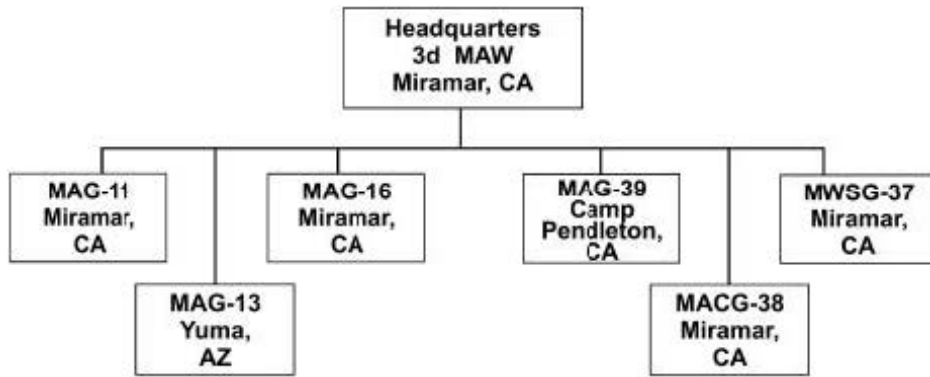 Headquarters
3d MAW
Miramar, CA
MAG-11
Miramar,
CA
MAG-16
Miramar,
CA
MAG-39
Camp
Pendleton,
CA
MWSG-37
Miramar,
CA
MAG-13
Yuma,
AZ
MACG-38
Miramar,
CA